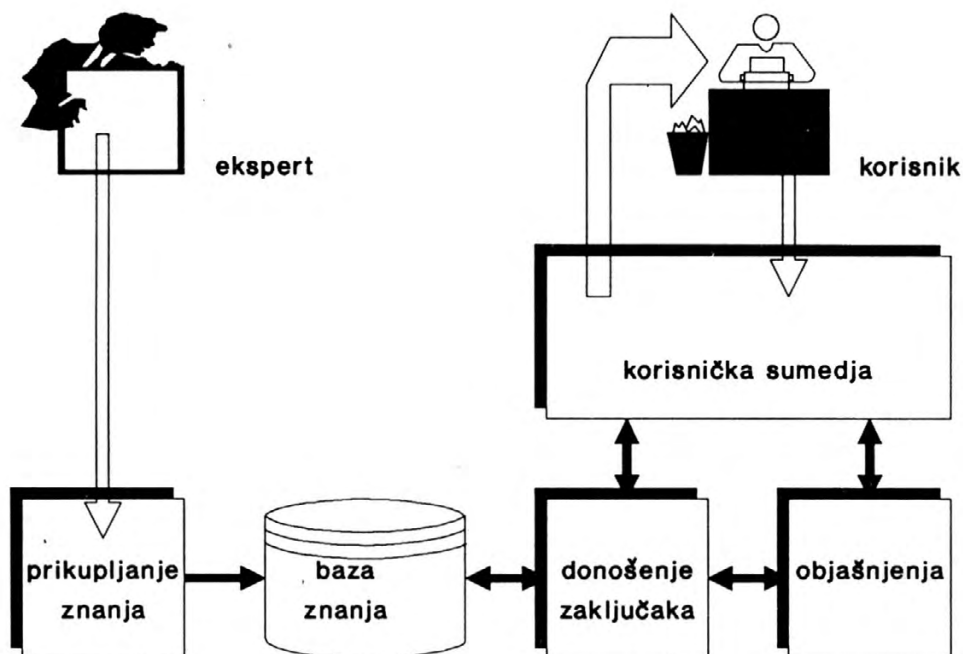 ekspert
korisnik
korisnička sumedja
prikupljanje
znanja
baza
znanja
donošenje
zaključaka
objašnjenja